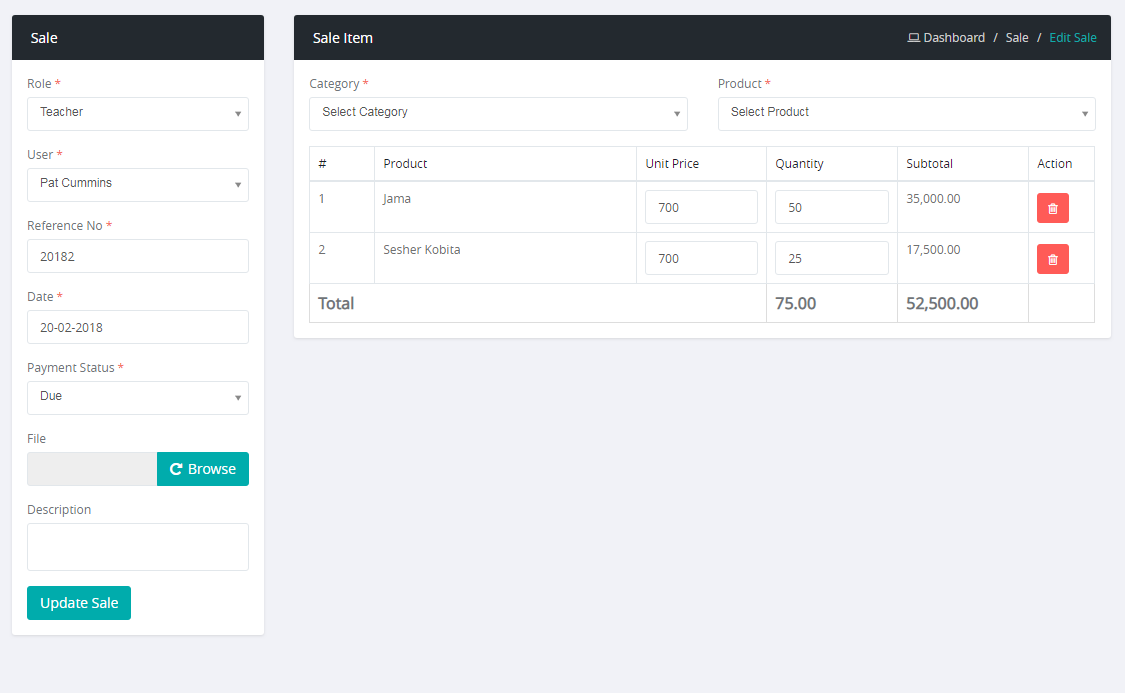 Sale
Role *
Teacher
User *
Pat Cummins
Reference No *
20182
Date *
20-02-2018
Payment Status *
Due
File
Browse
Description
Update Sale
Sale Item
Dashboard / Sale / Edit Sale
Category * Product *
Select Category Select Product
# Product Unit Price Quantity Subtotal Action
1 Jama 700 50 35,000.00
2 Sesher Kobita 700 25 17,500.00
Total 75.00 52,500.00